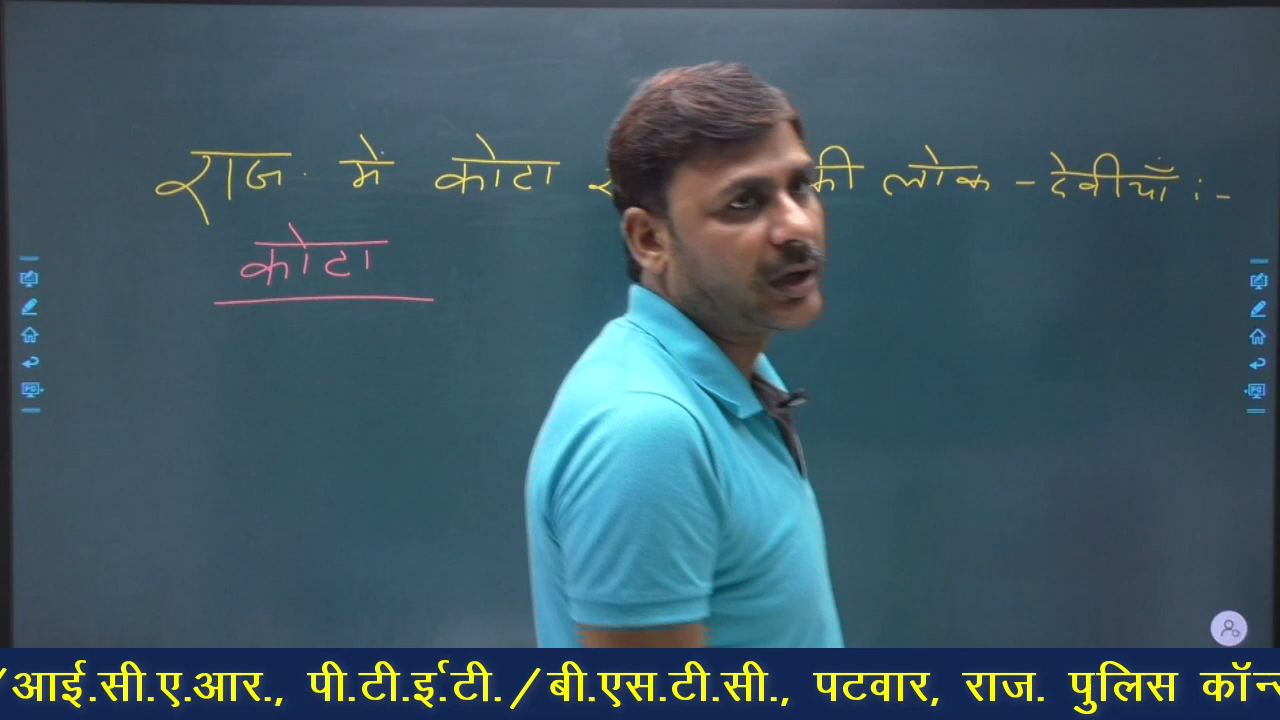 राज. में कोटा की लोक - देवीयाँ :-
कोटा
/आई.सी.ए.आर., पी.टी.ई.टी./बी.एस.टी.सी., पटवार, राज. पुलिस कॉन्स